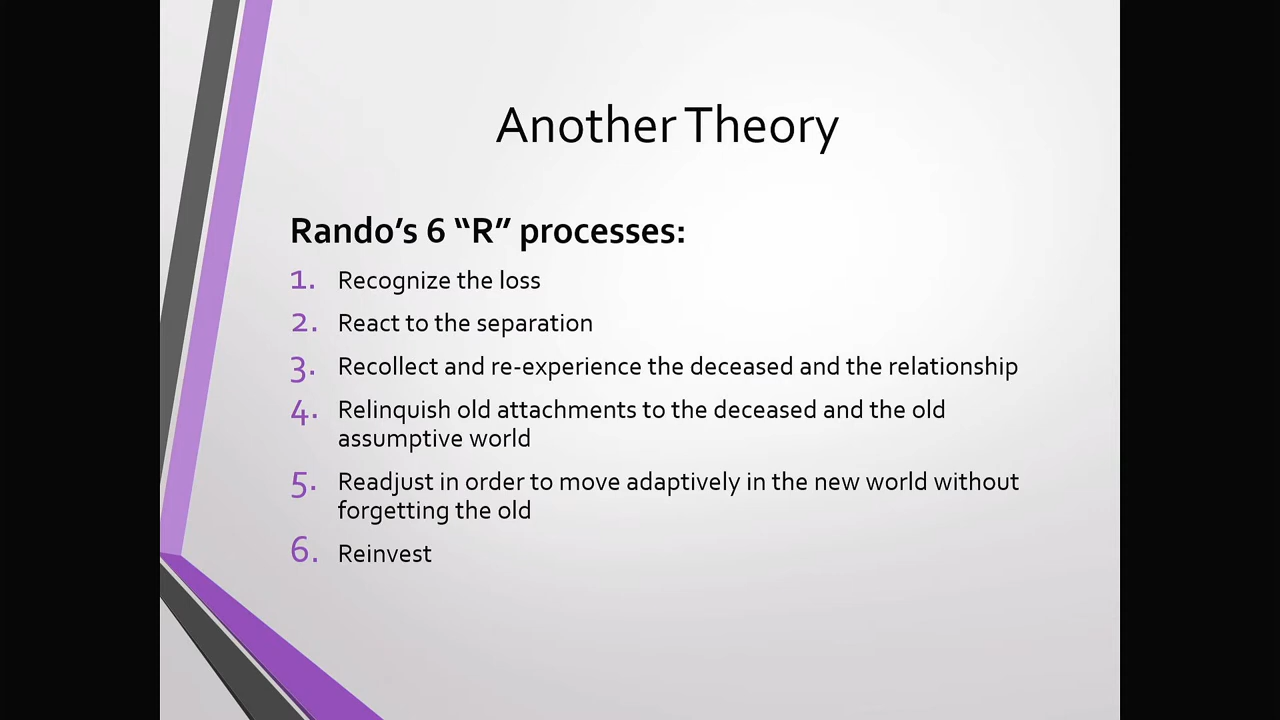 Another Theory
Rando’s 6 “R” processes:
1. Recognize the loss
2. React to the separation
3. Recollect and re-experience the deceased and the relationship
4. Relinquish old attachments to the deceased and the old
assumptive world
5. Readjust in order to move adaptively in the new world without
forgetting the old
6. Reinvest